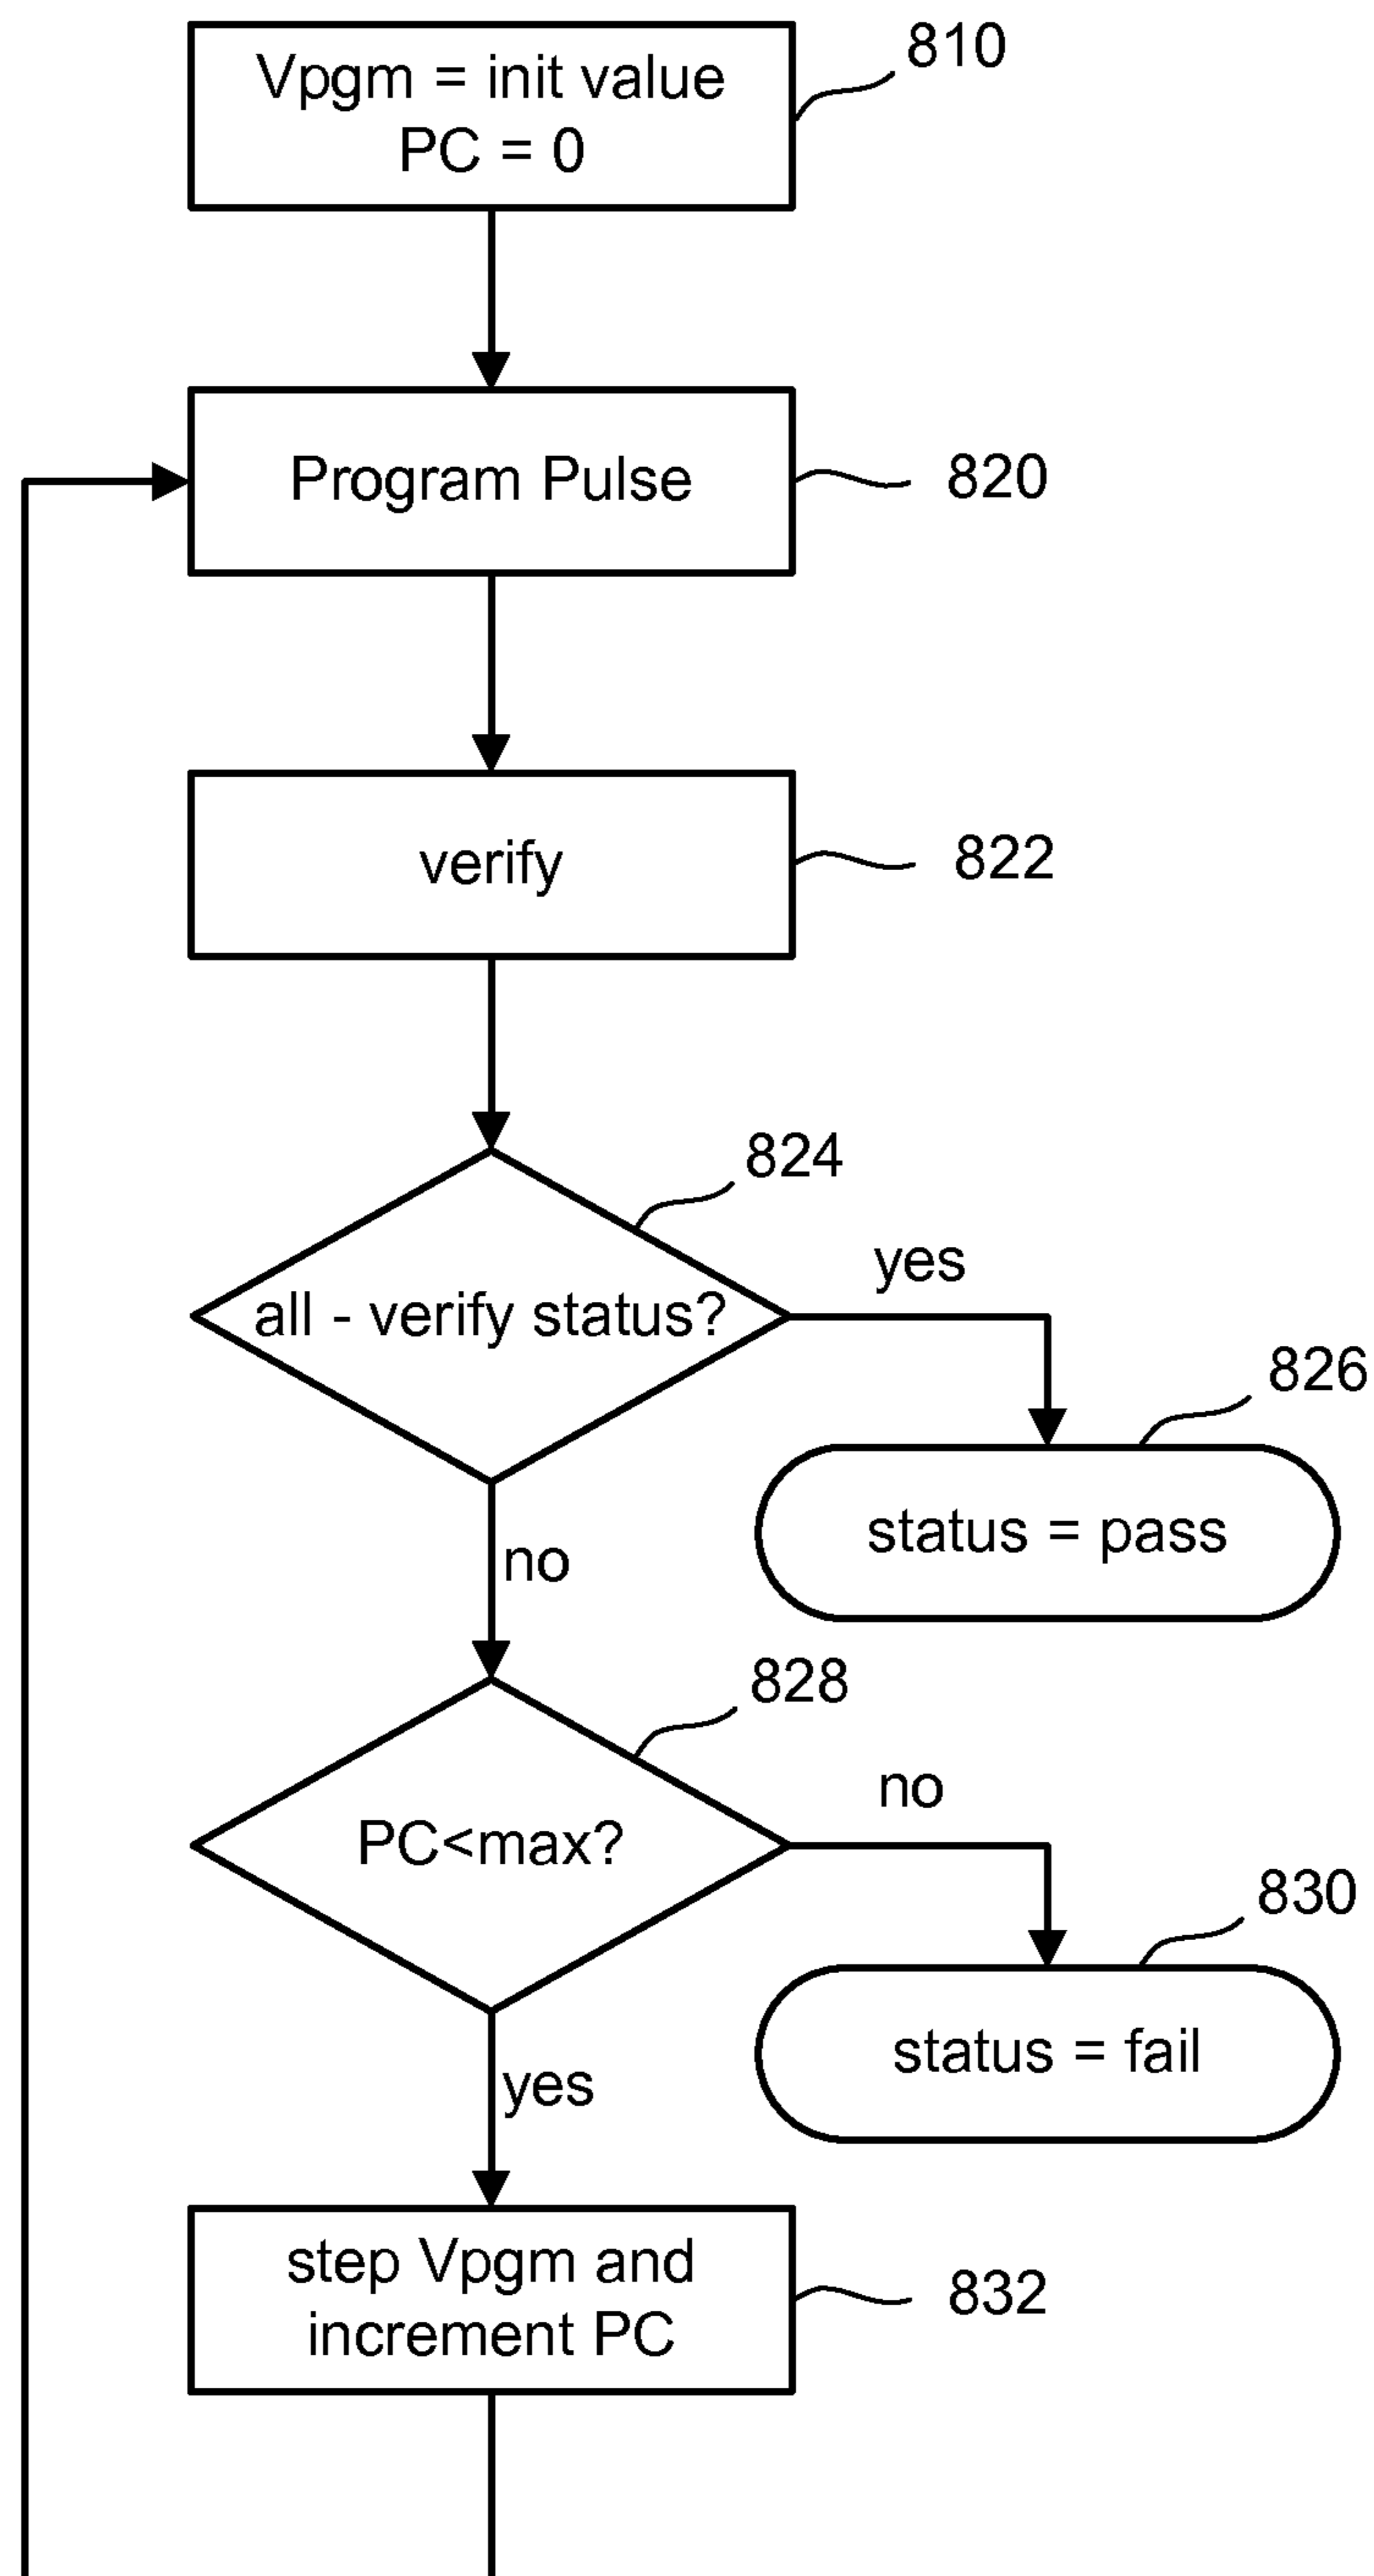 Vpgm = init value
PC = 0
810
Program Pulse
820
verify
822
824
all - verify status?
yes
826
status = pass
no
828
PC<max?
no
830
status = fail
yes
step Vpgm and
increment PC
832